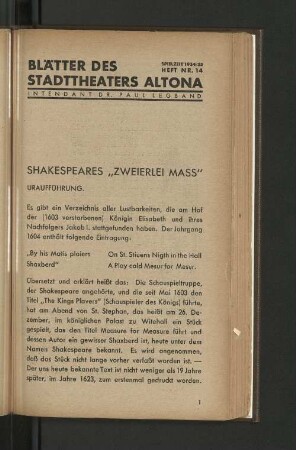 BLÄTTER DES
STADTTHEATERS ALTONA
SPIELZEIT 1934/35
HEFT NR. 14
INTENDANT DR. PAUL LEGBAND
SHAKESPEARES „ZWEIERLEI MASS“
URAUFFÜHRUNG.
Es gibt ein Verzeichnis aller Lustbarkeiten, die am Hof
der (1603 verstorbenen) Königin Elisabeth und ihres
Nachfolgers Jakob I. stattgefunden haben. Der Jahrgang
1604 enthält folgende Eintragung:
„By his Matis plaiers On St. Stivens Nigth in the Hall
Shaxberd“ A Play cald Mesur for Mesur.
Übersetzt und erklärt heißt das: Die Schauspieltruppe,
der Shakespeare angehörte, und die seit Mai 1603 den
Titel „The Kings Players“ (Schauspieler des Königs) führte,
hat am Abend von St. Stephan, das heißt am 26. De-
zember, im königlichen Palast zu Witehall ein Stück
gespielt, das den Titel Measure for Measure führt und
dessen Autor ein gewisser Shaxberd ist, heute unter dem
Namen Shakespeare bekannt. Es wird angenommen,
daß das Stück nicht lange vorher verfaßt worden ist. —
Der uns heute bekannte Text ist nicht weniger als 19 Jahre
später, im Jahre 1623, zum erstenmal gedruckt worden.
1